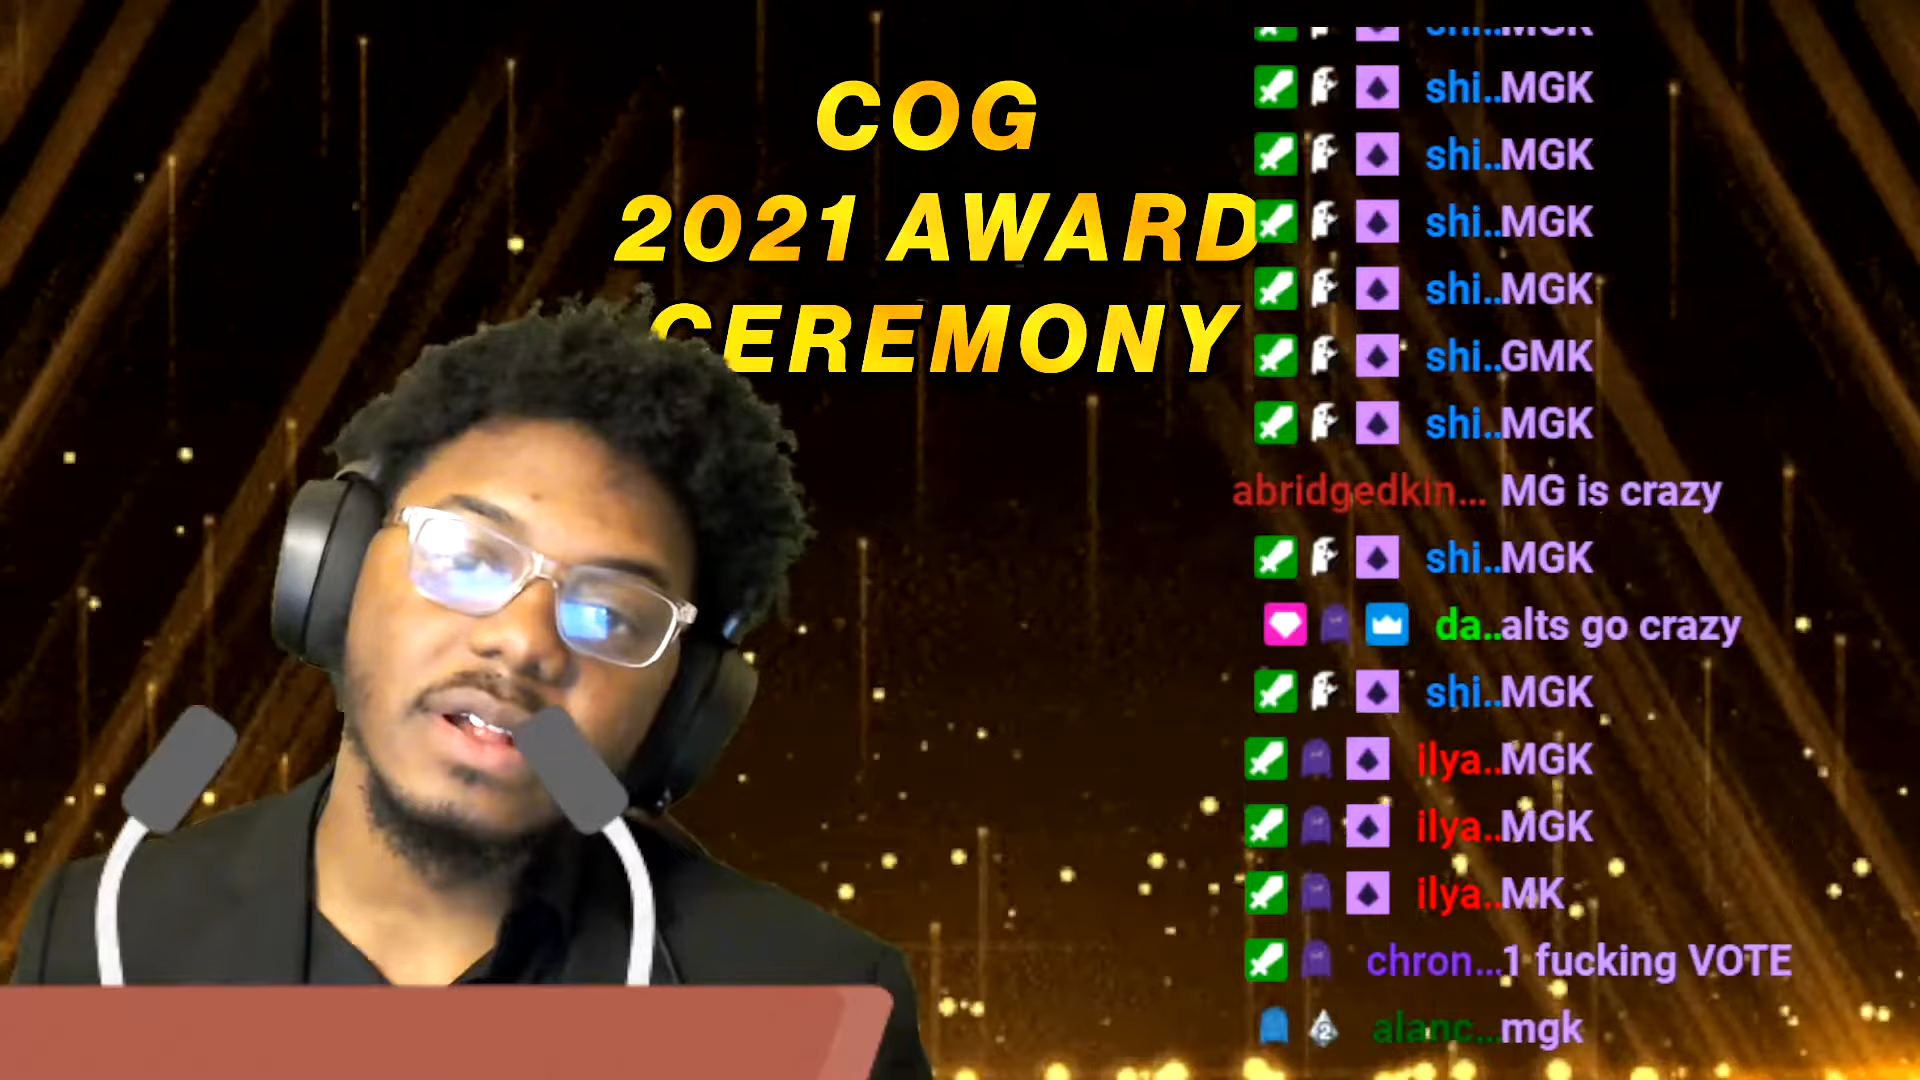 COG
2021 AWARD
CEREMONY
shi..MGK
shi..MGK
shi..MGK
shi..MGK
shi..MGK
shi..GMK
shi..MGK
abridgedkin... MG is crazy
shi..MGK
da..alts go crazy
shi..MGK
ilya..MGK
ilya..MGK
ilya..MK
chron...1 fucking VOTE
alanc...mgk